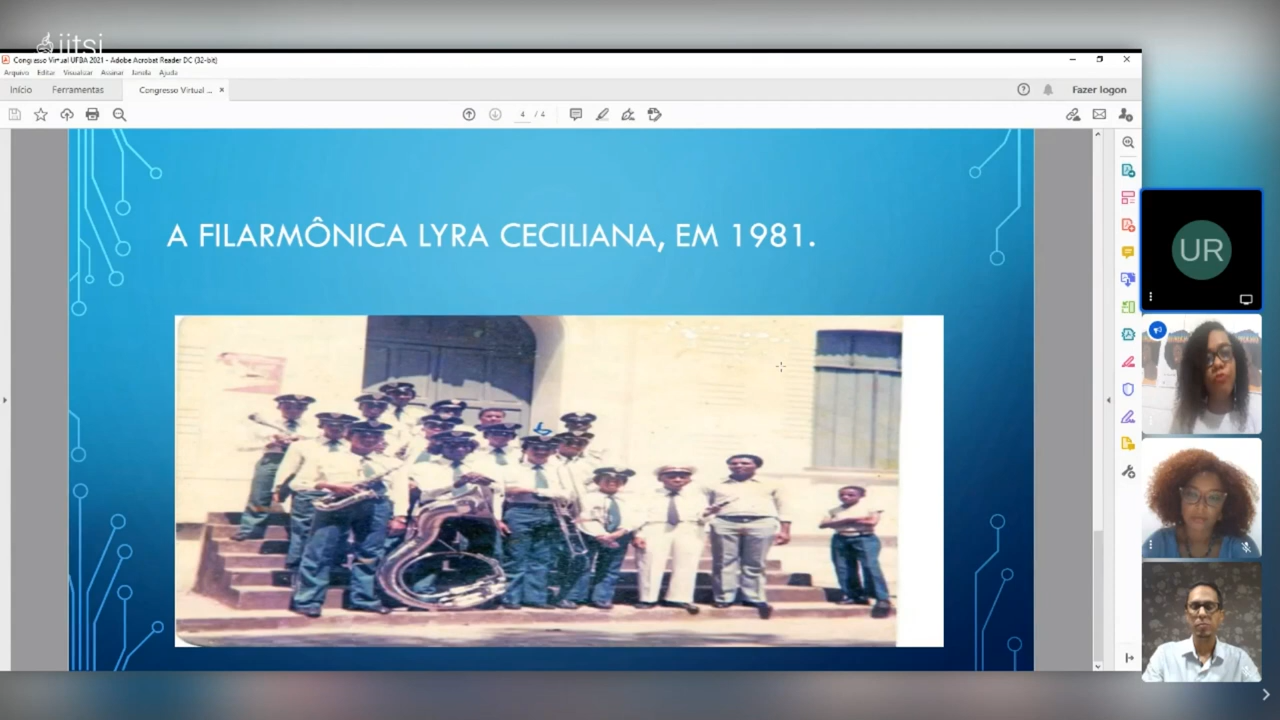 jitsi
Congresso Virtual UFBA 2021 - Adobe Acrobat Reader DC (32-bit)
Arquivo Editar Visualizar Assinar Janela Ajuda
Início Ferramentas Congresso Virtual ... × Fazer logon
4 / 4
A FILARMÔNICA LYRA CECILIANA, EM 1981.
UR